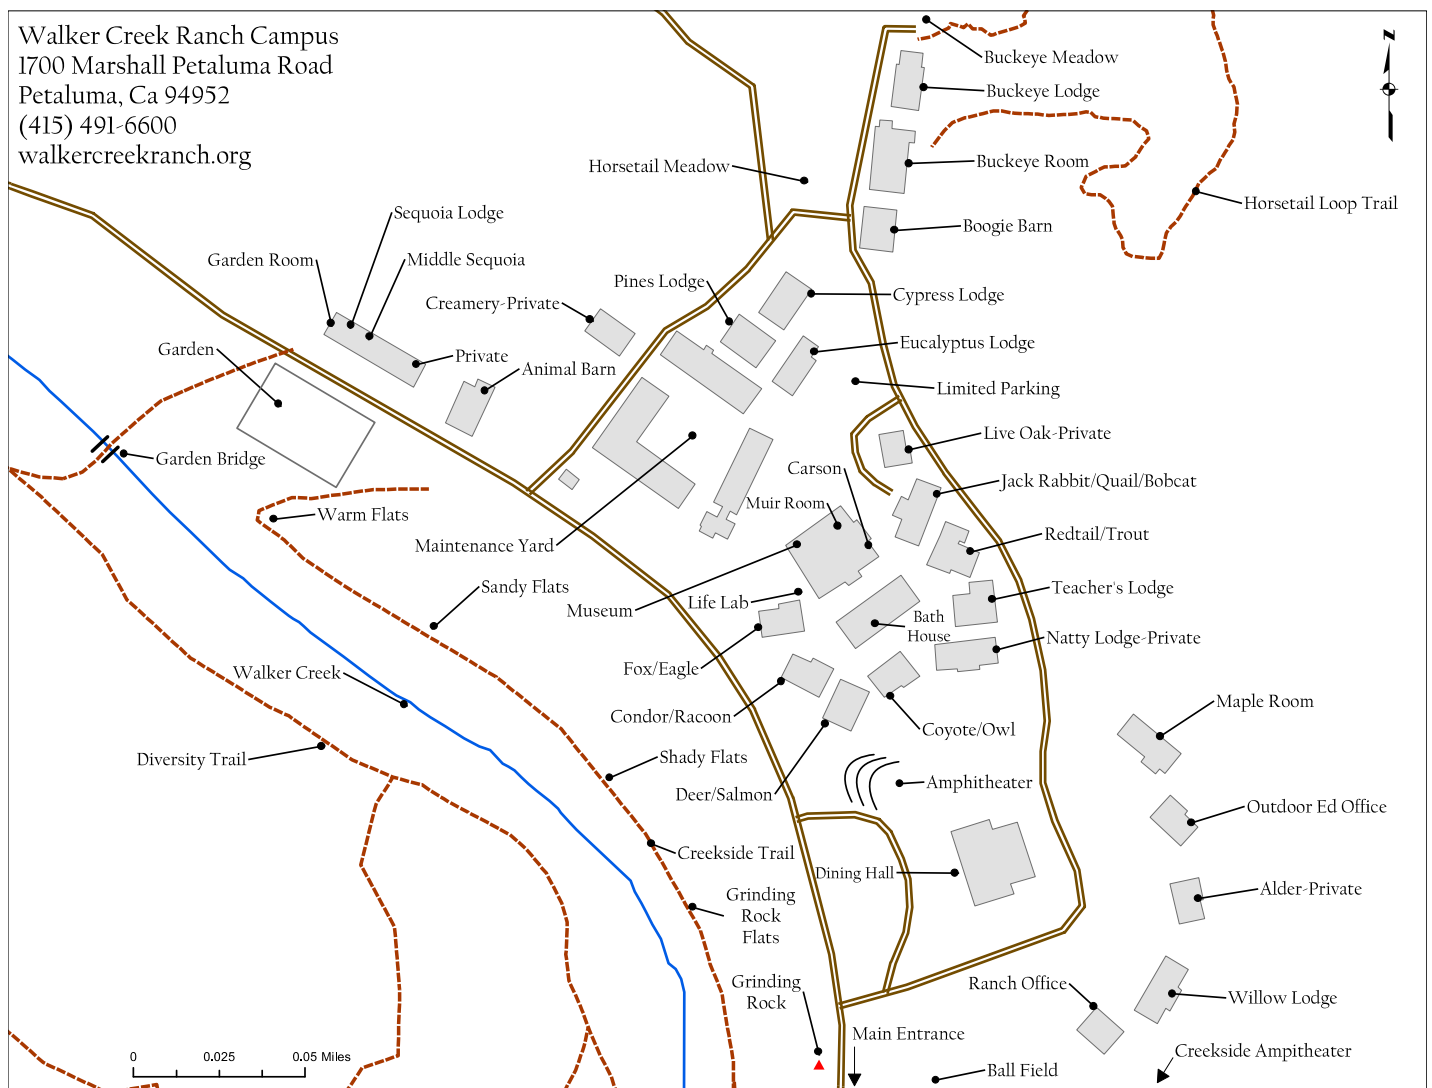 Walker Creek Ranch Campus
1700 Marshall Petaluma Road
Petaluma, Ca 94952
(415) 491-6600
walkercreekranch.org
Z
Buckeye Meadow
Buckeye Lodge
Buckeye Room
Horsetail Meadow
Horsetail Loop Trail
Boogie Barn
Sequoia Lodge
Garden Room
Middle Sequoia
Pines Lodge
Creamery-Private
Cypress Lodge
Eucalyptus Lodge
Garden
Private
Animal Barn
Limited Parking
Live Oak-Private
Garden Bridge
Carson
Jack Rabbit/Quail/Bobcat
Muir Room
Warm Flats
Maintenance Yard
Redtail/Trout
Sandy Flats
Teacher's Lodge
Life Lab
Museum
Bath
House
Natty Lodge-Private
Fox/Eagle
Walker Creek
Maple Room
Condor/Racoon
Coyote/Owl
Diversity Trail
Shady Flats
Amphitheater
Deer/Salmon
Outdoor Ed Office
Creekside Trail
Dining Hall
Alder-Private
Grinding
Rock
Flats
Grinding
Rock
Ranch Office
Willow Lodge
Main Entrance
Creekside Ampitheater
0 0.025 0.05 Miles
Ball Field